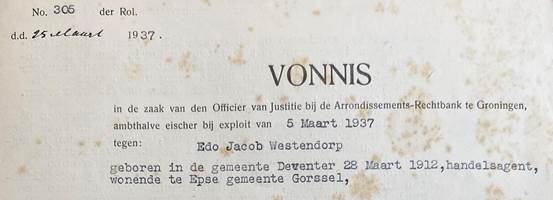 No. 305 der Rol.
d.d. 25 Maart 1937.
VONNIS
in de zaak van den Officier van Justitie bij de Arrondissements-Rechtbank te Groningen,
ambthalve eischer bij exploit van 5 Maart 1937
tegen: Edo Jacob Westendorp
geboren in de gemeente Deventer 28 Maart 1912,handelsagent,
wonende te Epse gemeente Gorssel,